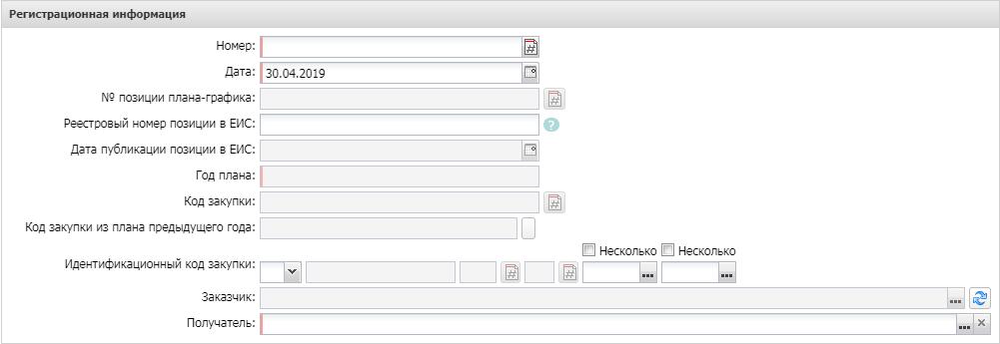 Регистрационная информация
Номер:
Дата: 30.04.2019
№ позиции плана-графика:
Реестровый номер позиции в ЕИС: ?
Дата публикации позиции в ЕИС:
Год плана:
Код закупки:
Код закупки из плана предыдущего года:
Несколько Несколько
Идентификационный код закупки:
Заказчик:
Получатель: